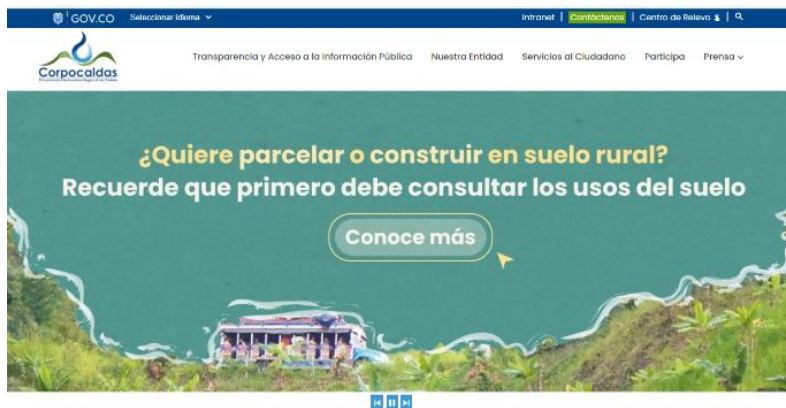 GOV.CO
Seleccionar idioma
Intranet | Contáctenos | Centro de Relevo
Corpocaldas
Transparencia y Acceso a la Información Pública
Nuestra Entidad
Servicios al Ciudadano
Participa
Prensa
¿Quiere parcelar o construir en suelo rural?
Recuerde que primero debe consultar los usos del suelo
Conoce más